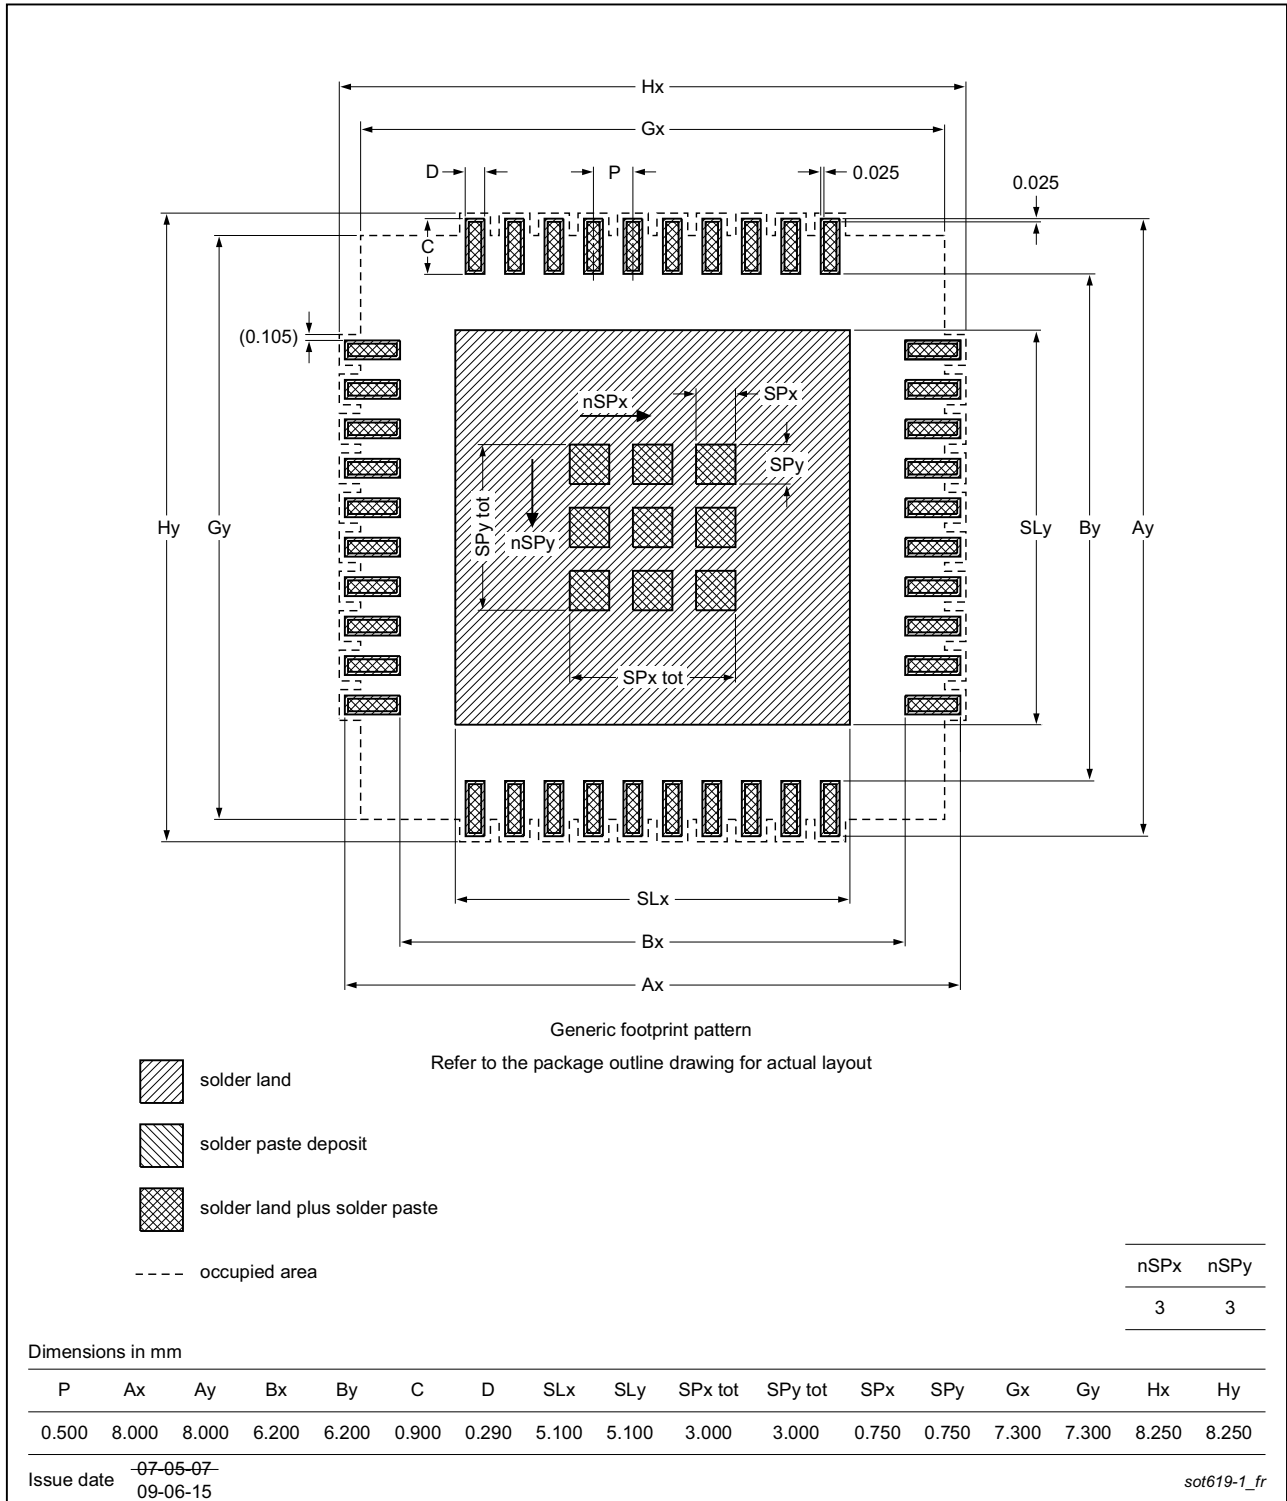 Hx
Gx
D P 0.025
0.025
C
(0.105)
nSPx SPx
SPy
SPy tot
nSPy
Hy Gy SLy By Ay
SPx tot
SLx
Bx
Ax
Generic footprint pattern
Refer to the package outline drawing for actual layout
solder land
solder paste deposit
solder land plus solder paste
occupied area
nSPx nSPy
3 3
Dimensions in mm
P Ax Ay Bx By C D SLx SLy SPx tot SPy tot SPx SPy Gx Gy Hx Hy
0.500 8.000 8.000 6.200 6.200 0.900 0.290 5.100 5.100 3.000 3.000 0.750 0.750 7.300 7.300 8.250 8.250
Issue date 07-05-07
09-06-15
sot619-1_fr